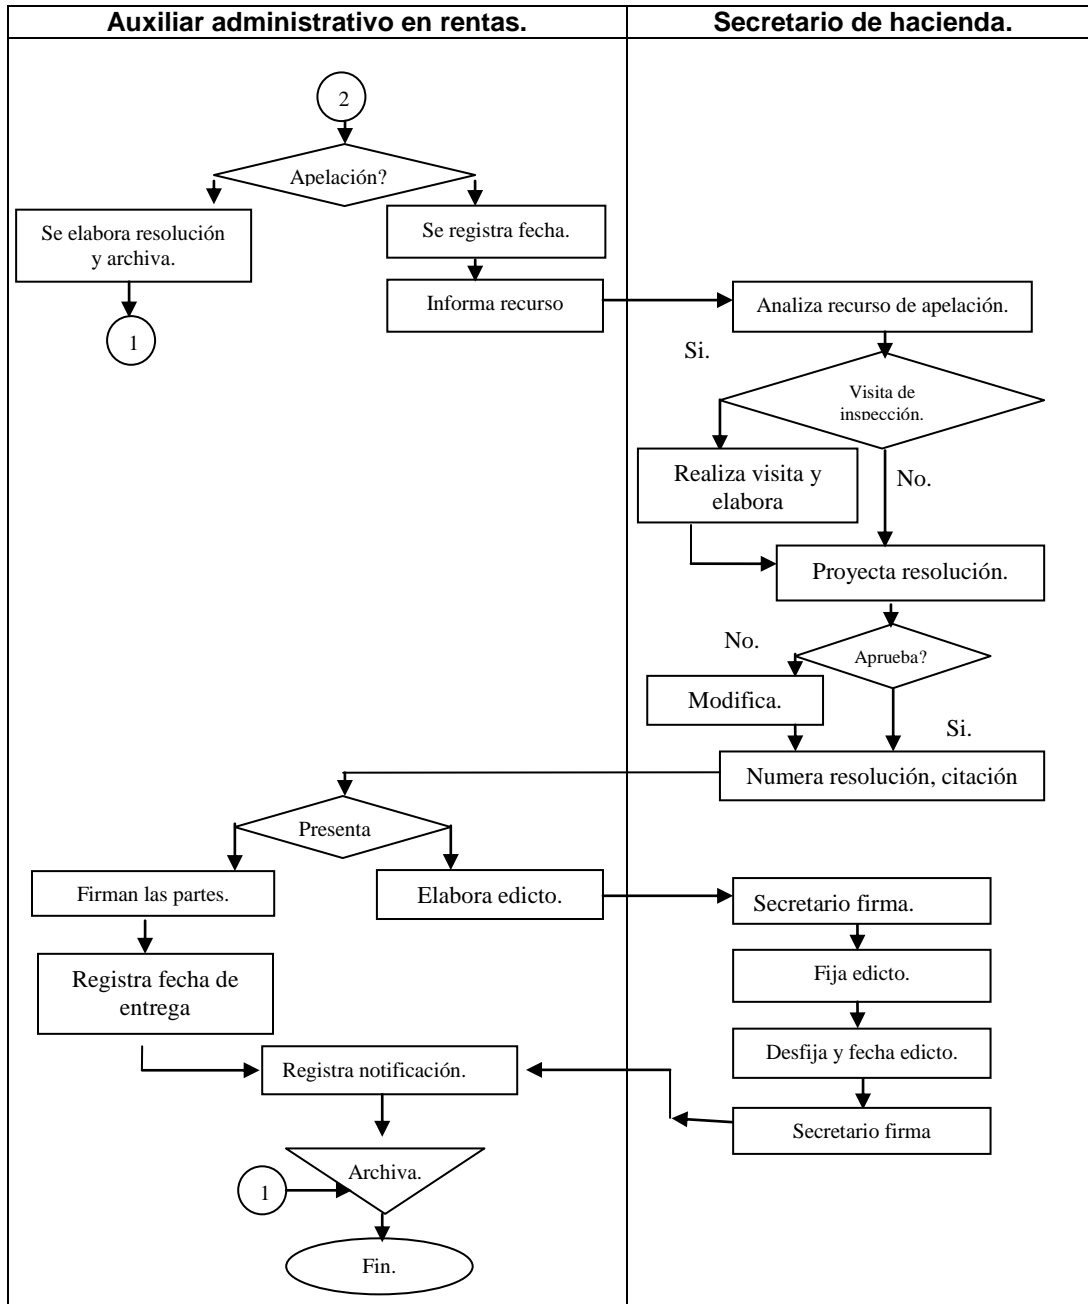 Auxiliar administrativo en rentas.
Secretario de hacienda.
2
Apelación?
Se elabora resolución
y archiva.
Se registra fecha.
Informa recurso
1
Analiza recurso de apelación.
Si.
Visita de
inspección.
Realiza visita y
elabora
No.
Proyecta resolución.
No.
Aprueba?
Modifica.
Si.
Numera resolución, citación
Presenta
Firman las partes.
Elabora edicto.
Secretario firma.
Registra fecha de
entrega
Fija edicto.
Desfija y fecha edicto.
Registra notificación.
Secretario firma
Archiva.
1
Fin.